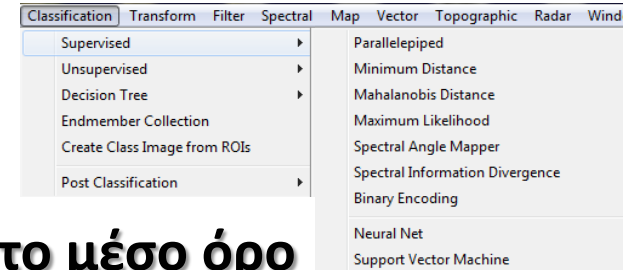 Classification Transform Filter Spectral Map Vector Topographic Radar
Supervised
Unsupervised
Decision Tree
Endmember Collection
Create Class Image from ROIs
Post Classification
Parallelepiped
Minimum Distance
Mahalanobis Distance
Maximum Likelihood
Spectral Angle Mapper
Spectral Information Divergence
Binary Encoding
Neural Net
Support Vector Machine
το μέσο όρο